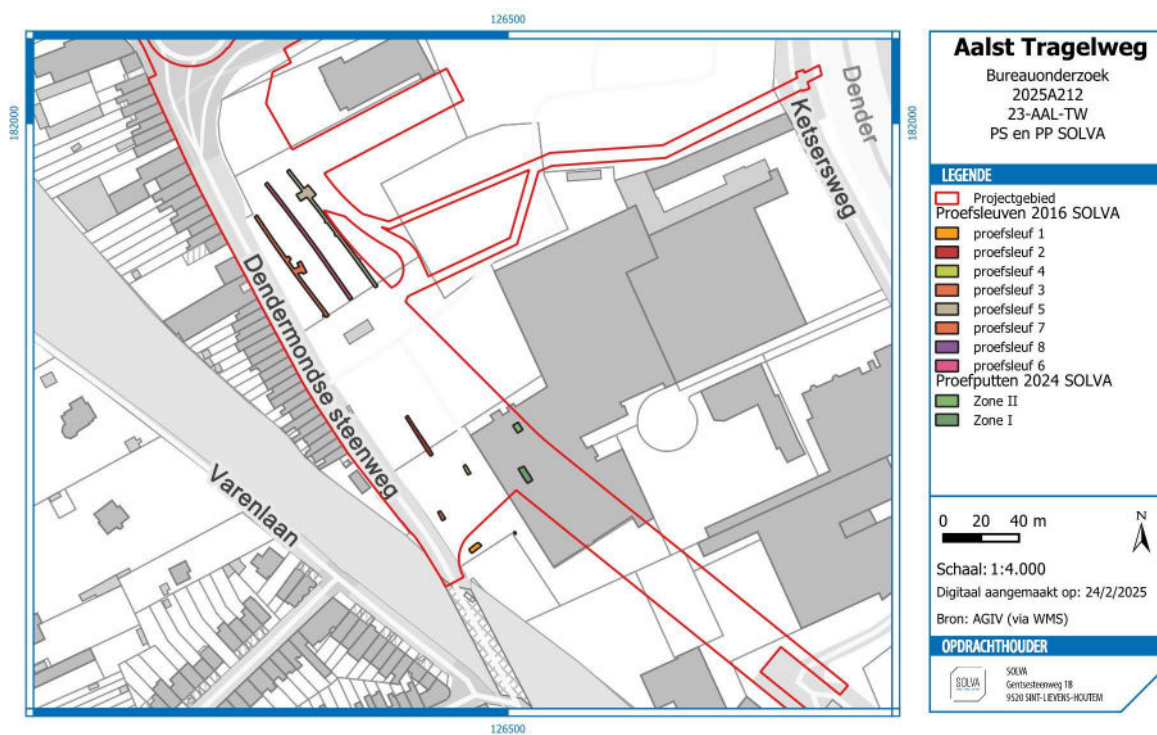 126500
182000
182000
Dender
Ketsersweg
Dendermondse steenweg
Varenlaan
126500
Aalst Tragelweg
Bureauonderzoek
2025A212
23-AAL-TW
PS en PP SOLVA
LEGENDE
Projectgebied
Proefsleuven 2016 SOLVA
proefsleuf 1
proefsleuf 2
proefsleuf 4
proefsleuf 3
proefsleuf 5
proefsleuf 7
proefsleuf 8
proefsleuf 6
Proefputten 2024 SOLVA
Zone II
Zone I
0 20 40 m
N
Schaal: 1:4.000
Digitaal aangemaakt op: 24/2/2025
Bron: AGIV (via WMS)
OPDRACHTHOUDER
SOLVA
SOLVA
Gentsesteenweg 1B
9520 SINT-LIEVENS-HOUTEM